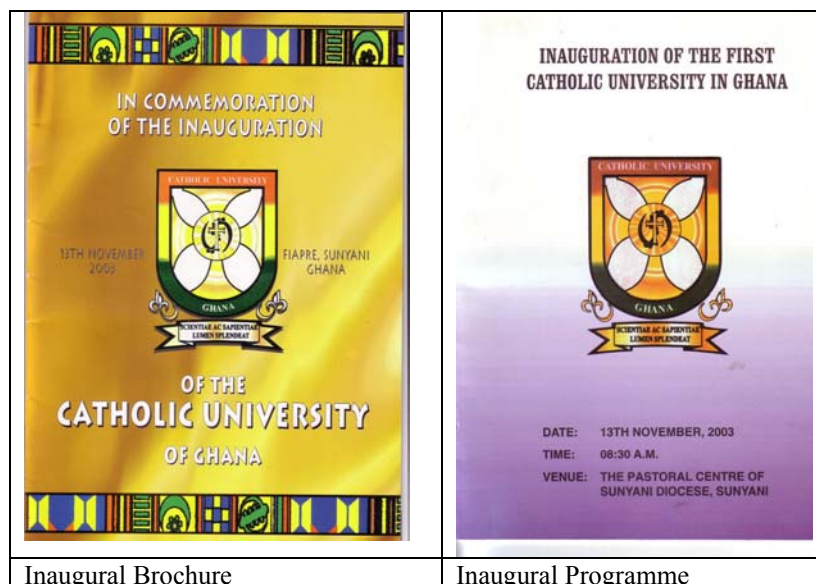 IN COMMEMORATION
OF THE INAUGURATION
CATHOLIC UNIVERSITY
13TH NOVEMBER
2003
FIAPRE, SUNYANI
GHANA
GHANA
SCIENTIAE AC SAPIENTIAE
LUMEN SPLENDEAT
OF THE
CATHOLIC UNIVERSITY
OF GHANA
Inaugural Brochure
INAUGURATION OF THE FIRST
CATHOLIC UNIVERSITY IN GHANA
CATHOLIC UNIVERSITY
GHANA
SCIENTIAE AC SAPIENTIAE
LUMEN SPLENDEAT
DATE: 13TH NOVEMBER, 2003
TIME: 08:30 A.M.
VENUE: THE PASTORAL CENTRE OF
SUNYANI DIOCESE, SUNYANI
Inaugural Programme